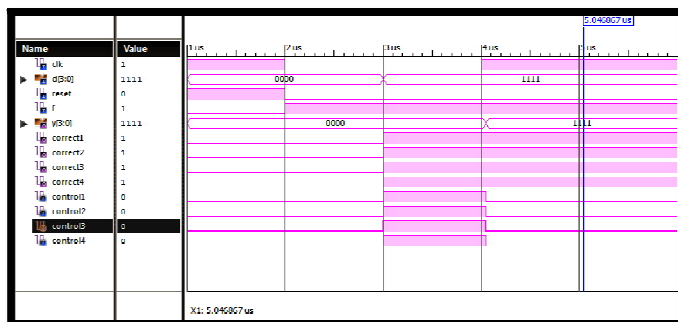 5.046867 us
Name Value 1 us 2 us 3 us 4 us 5 us
clk 1
d[3:0] 1111 0000 1111
reset 0
r 1
y[3:0] 1111 0000 1111
correct1 1
correct2 1
correct3 1
correct4 1
control1 0
control2 0
control3 0
control4 0
X1: 5.046867 us